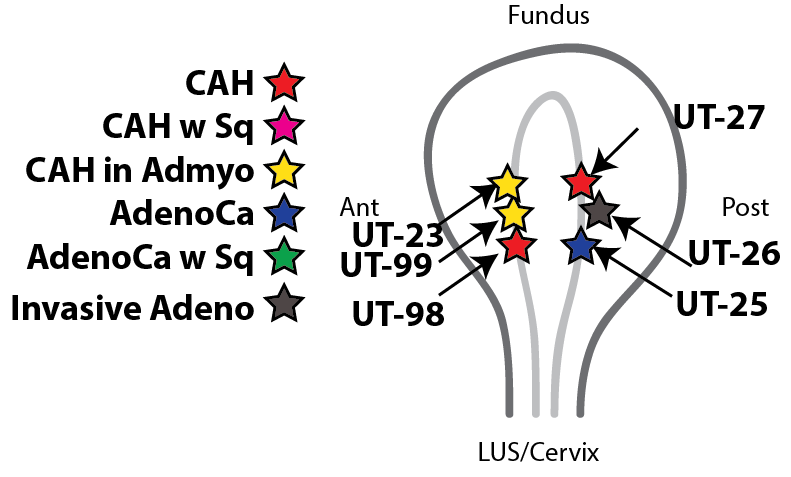 Fundus
CAH
CAH w Sq
CAH in Admyo
AdenoCa
AdenoCa w Sq
Invasive Adeno
Ant
UT-23
UT-99
UT-98
UT-27
Post
UT-26
UT-25
LUS/Cervix